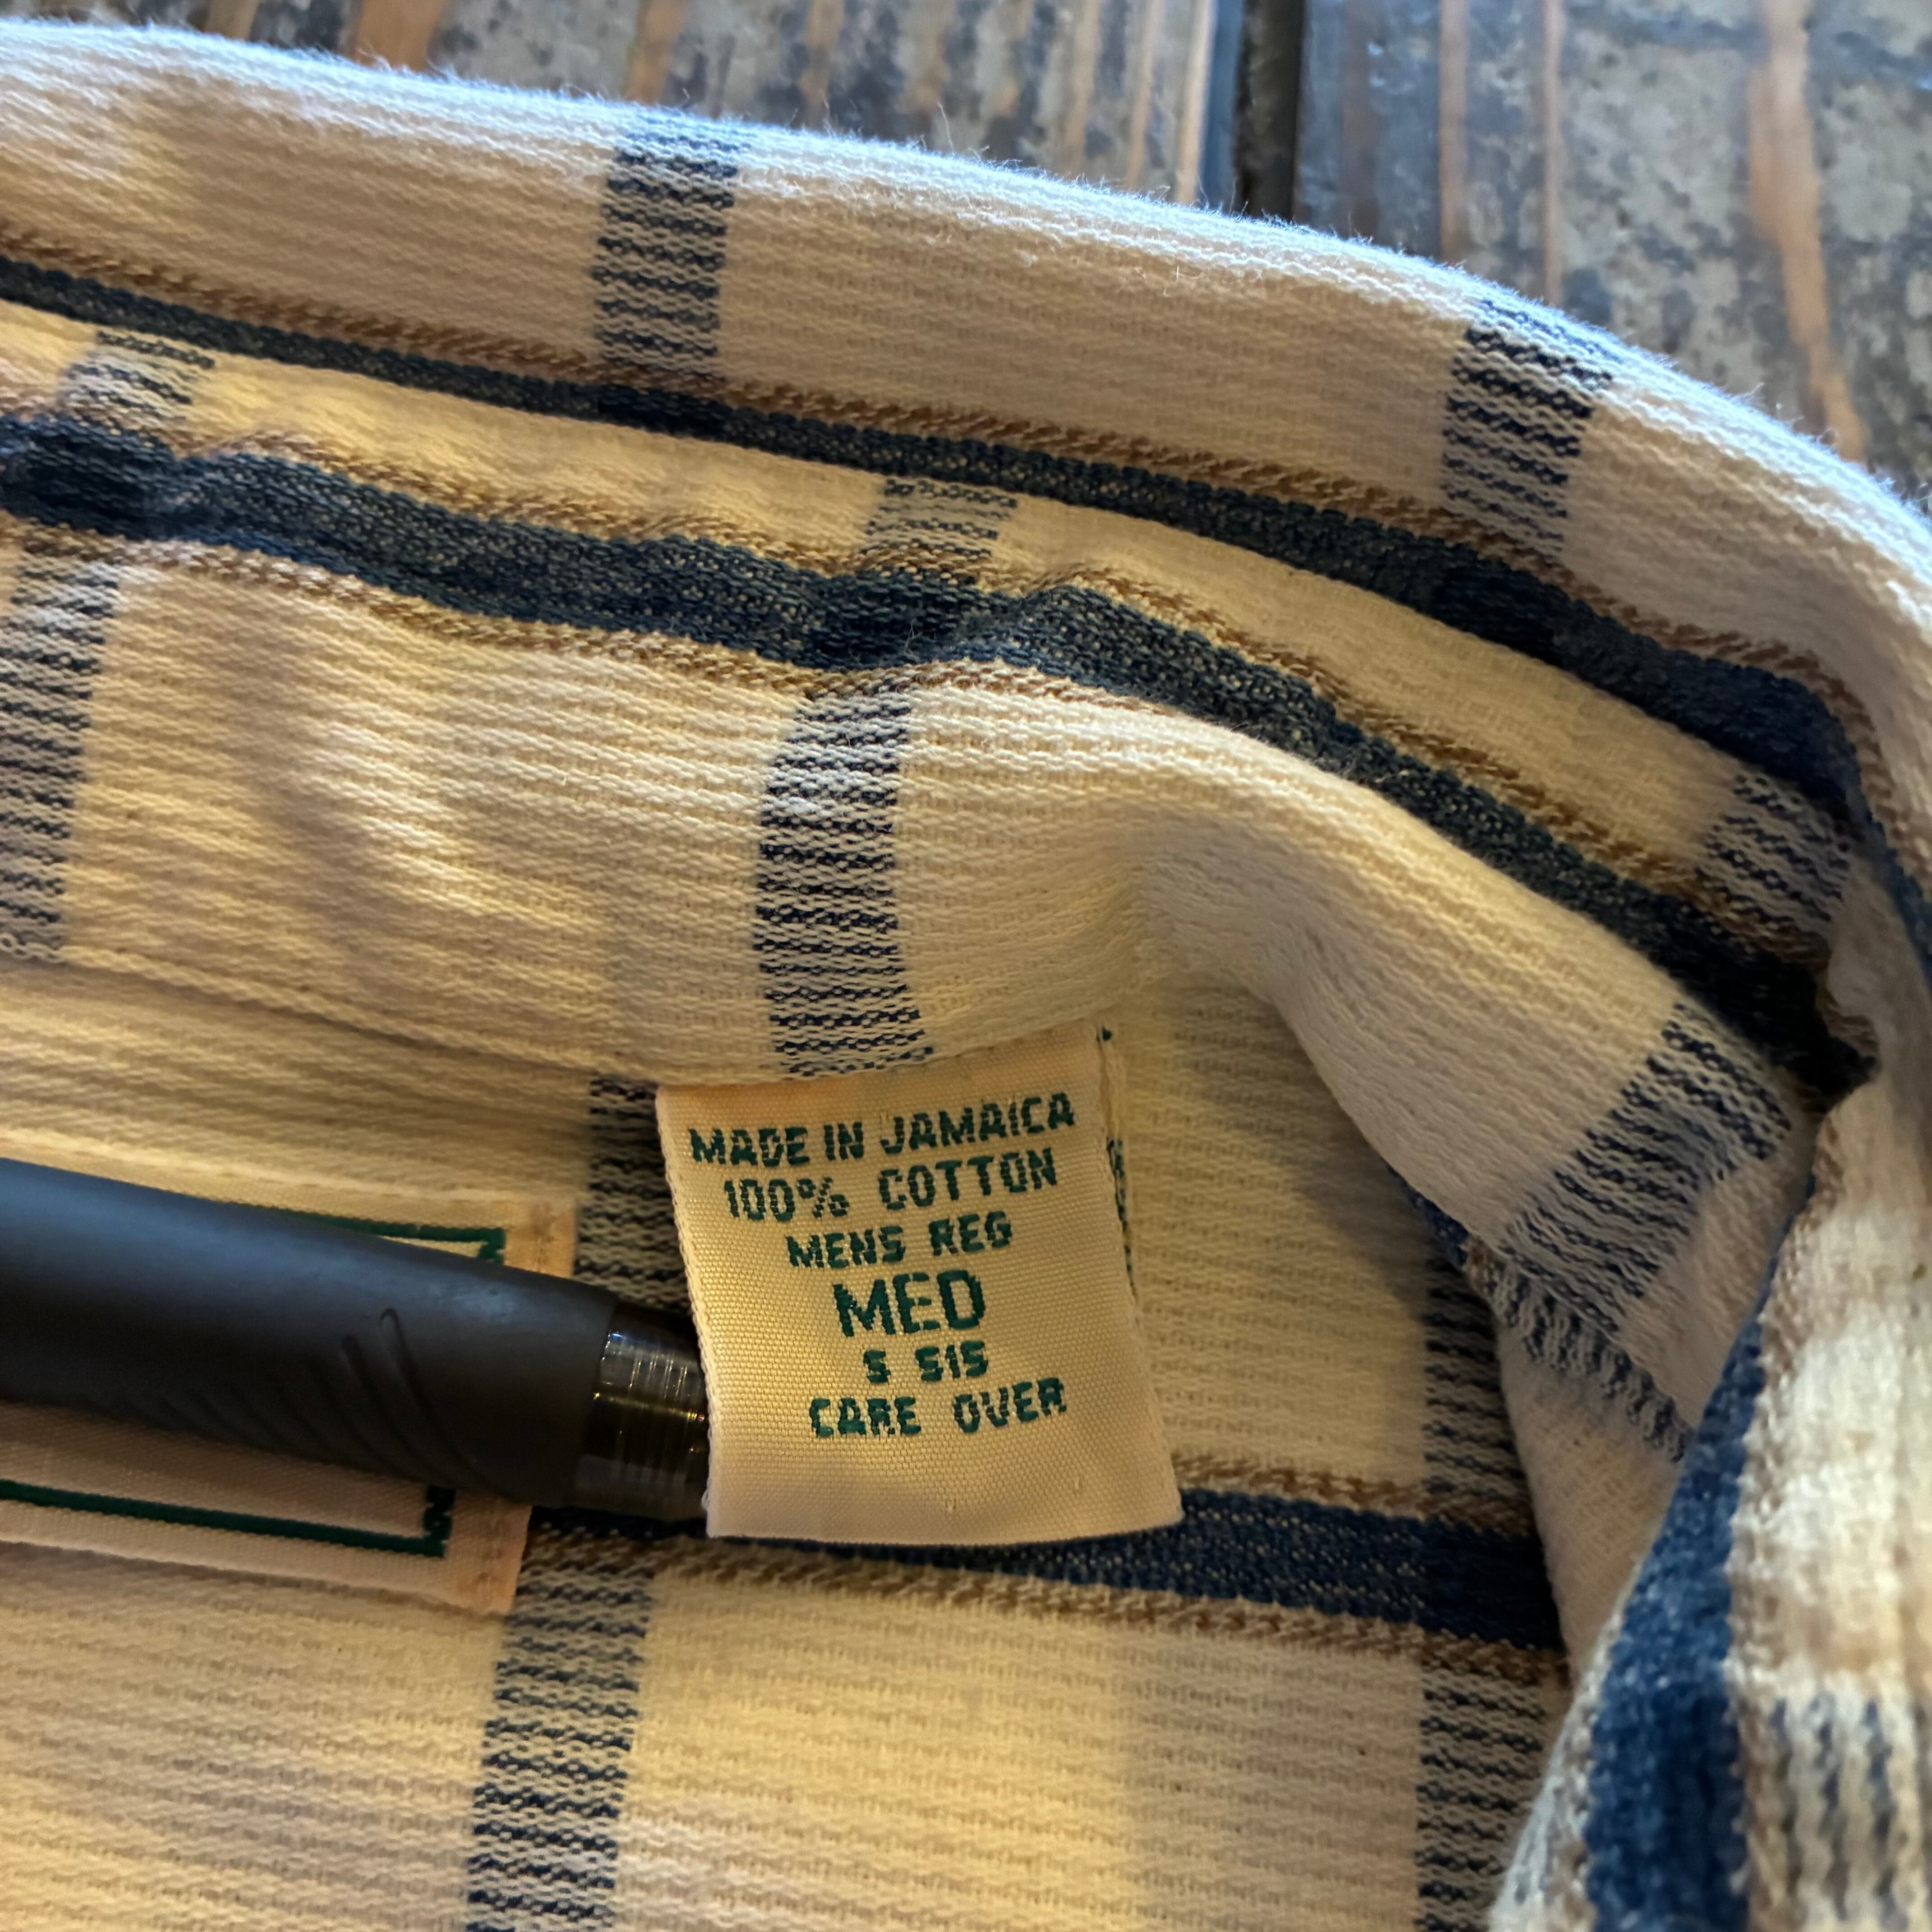 MADE IN JAMAICA
100% COTTON
MENS REG
MED
S 515
CARE OVER